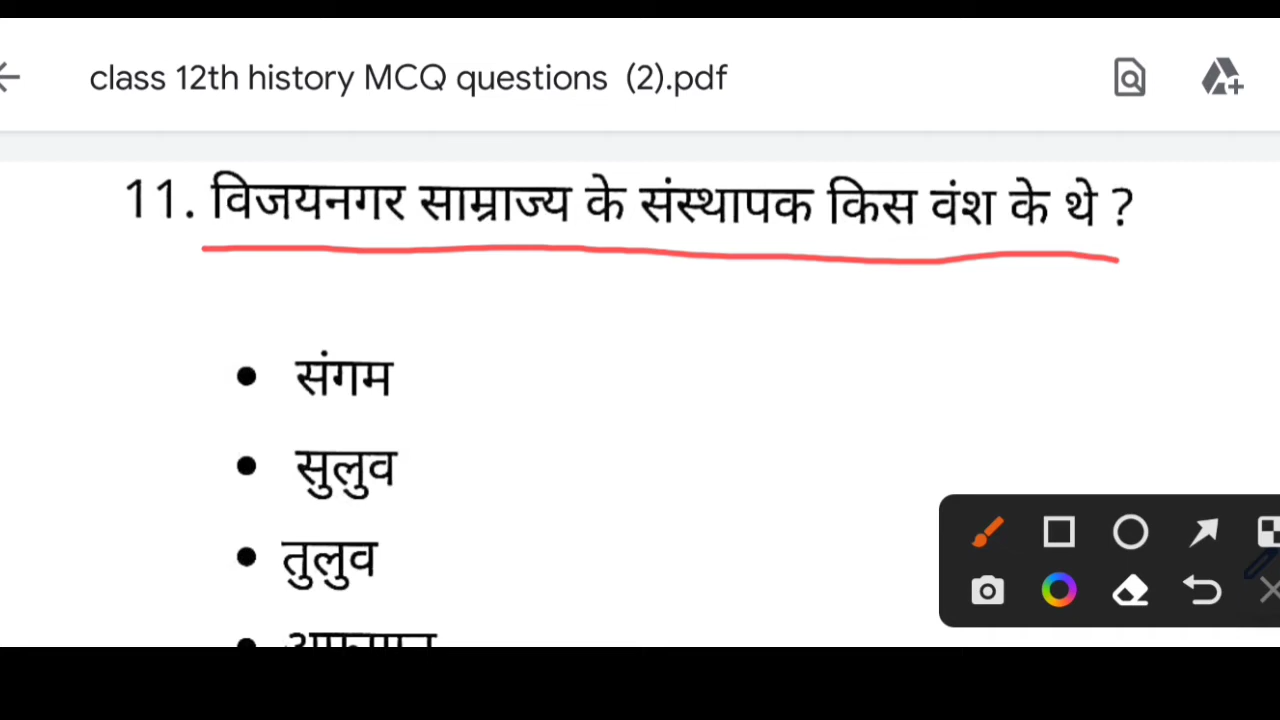 class 12th history MCQ questions (2).pdf
11. विजयनगर साम्राज्य के संस्थापक किस वंश के थे ?
• संगम
• सुलुव
• तुलुव